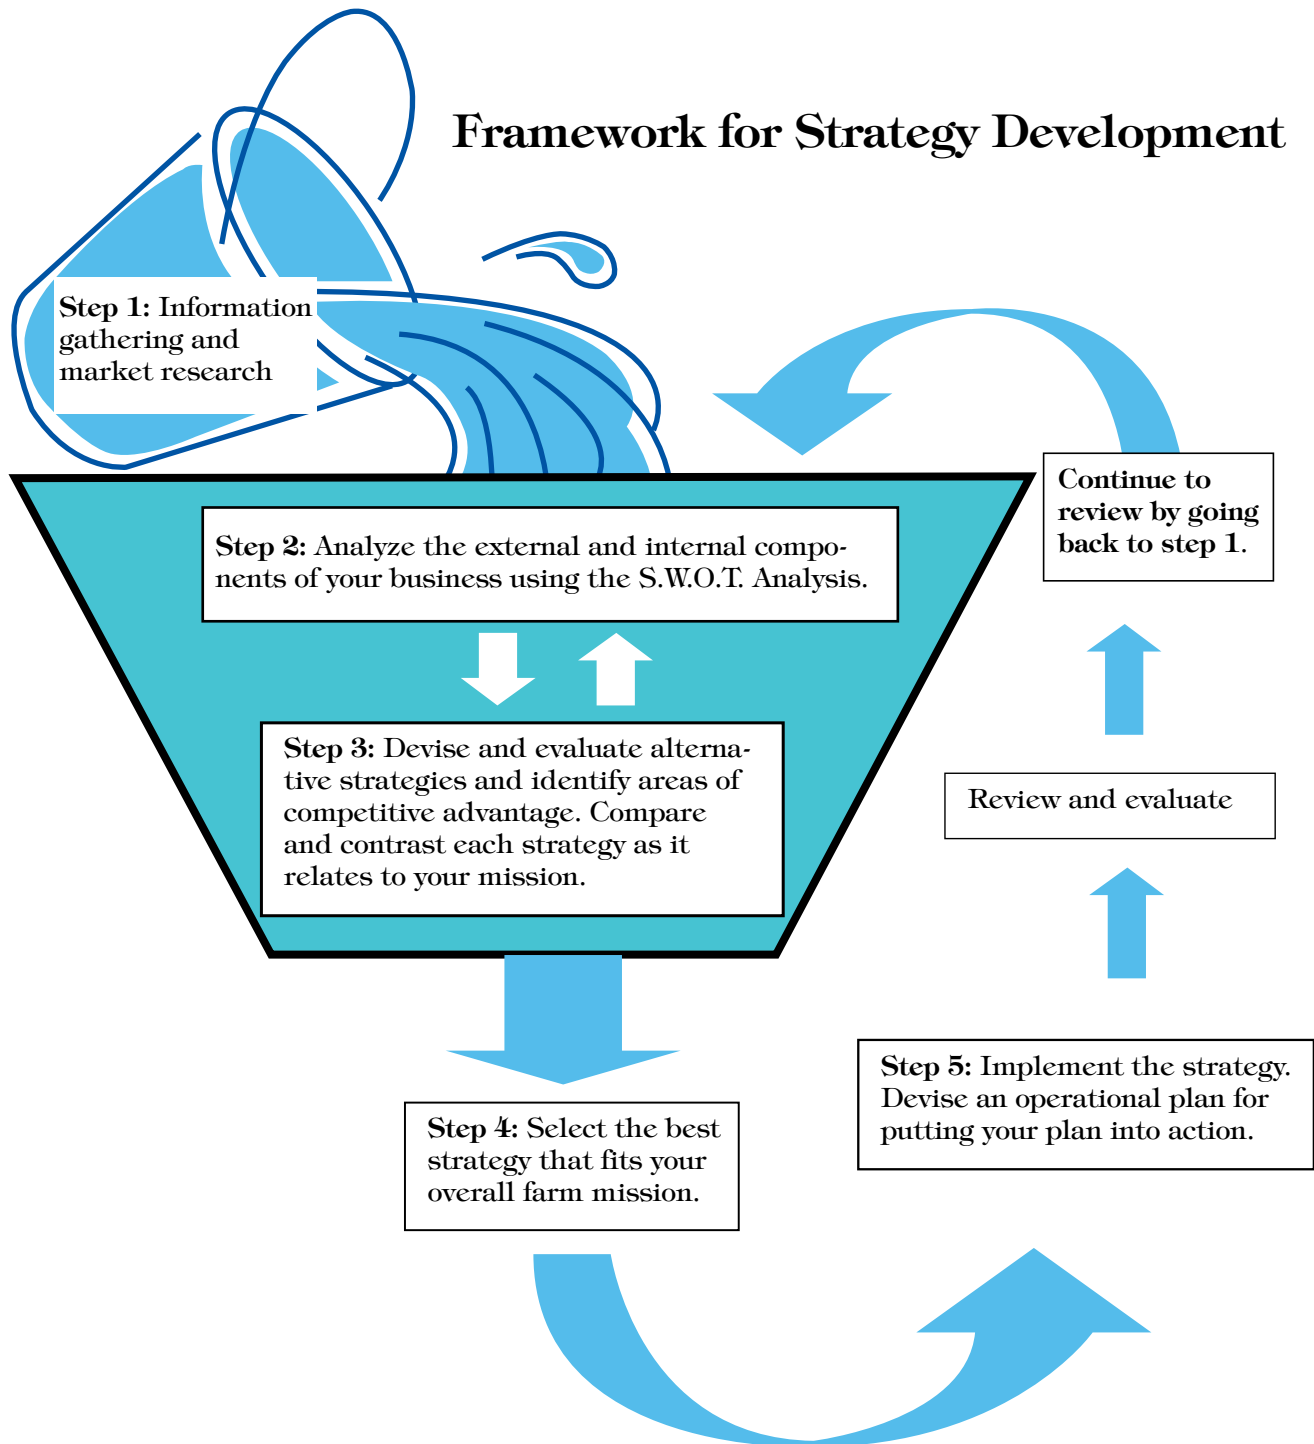 Framework for Strategy Development
Step 1: Information
gathering and
market research
Step 2: Analyze the external and internal compo-
nents of your business using the S.W.O.T. Analysis.
Step 3: Devise and evaluate alterna-
tive strategies and identify areas of
competitive advantage. Compare
and contrast each strategy as it
relates to your mission.
Step 4: Select the best
strategy that fits your
overall farm mission.
Step 5: Implement the strategy.
Devise an operational plan for
putting your plan into action.
Review and evaluate
Continue to
review by going
back to step 1.